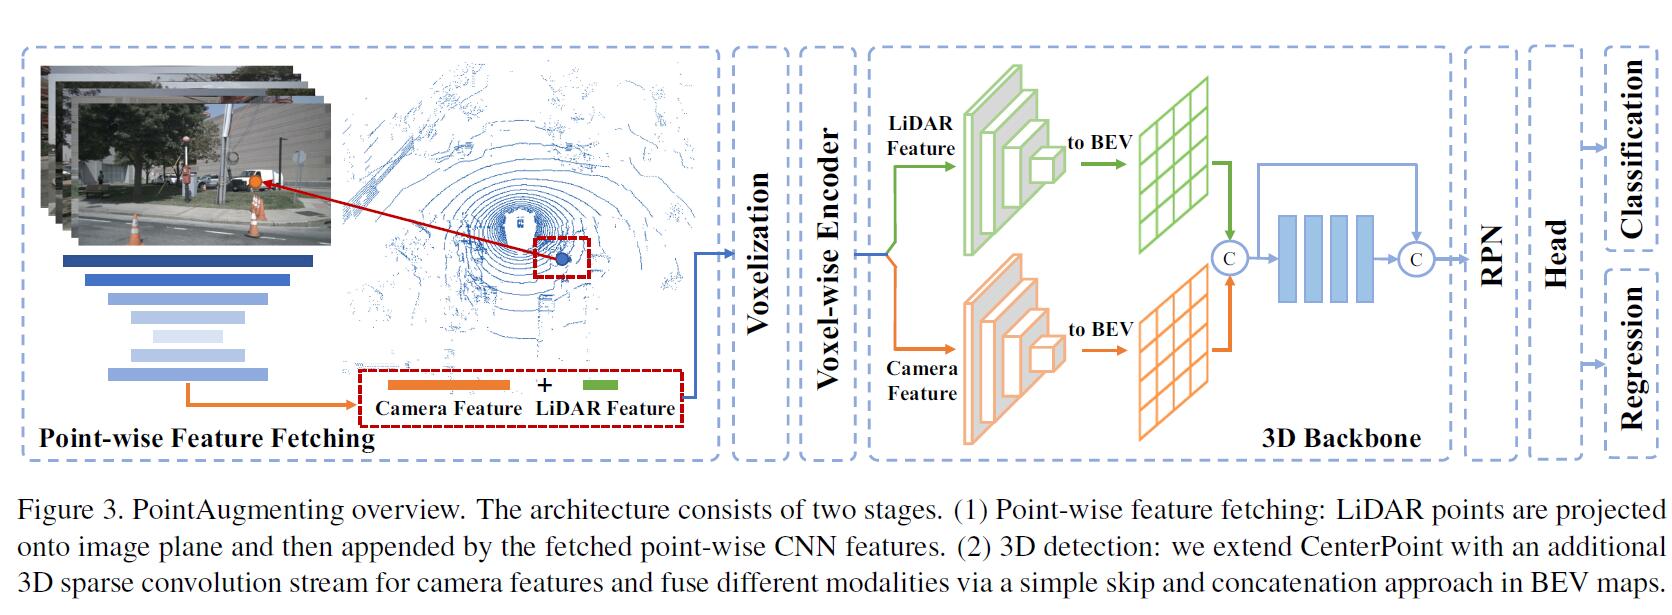 Camera Feature + LiDAR Feature
Point-wise Feature Fetching
Voxelization
Voxel-wise Encoder
LiDAR
Feature
to BEV
Camera
Feature
to BEV
C
C
3D Backbone
RPN
Head
Classification
Regression
Figure 3. PointAugmenting overview. The architecture consists of two stages. (1) Point-wise feature fetching: LiDAR points are projected
onto image plane and then appended by the fetched point-wise CNN features. (2) 3D detection: we extend CenterPoint with an additional
3D sparse convolution stream for camera features and fuse different modalities via a simple skip and concatenation approach in BEV maps.